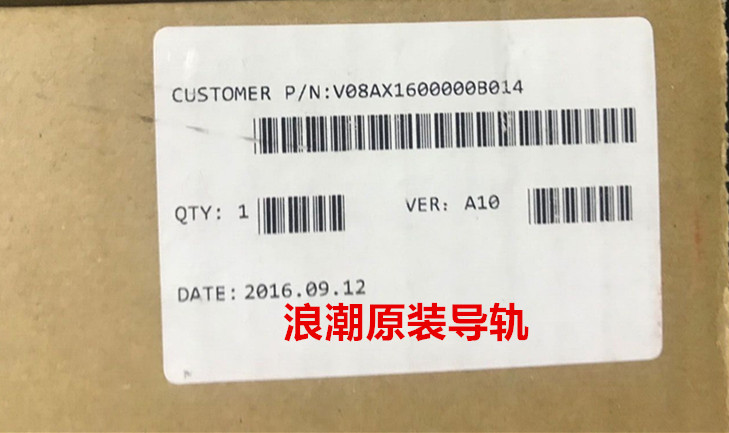 CUSTOMER P/N:V08AX1600000B014
QTY: 1
VER: A10
DATE: 2016.09.12
浪潮原装导轨